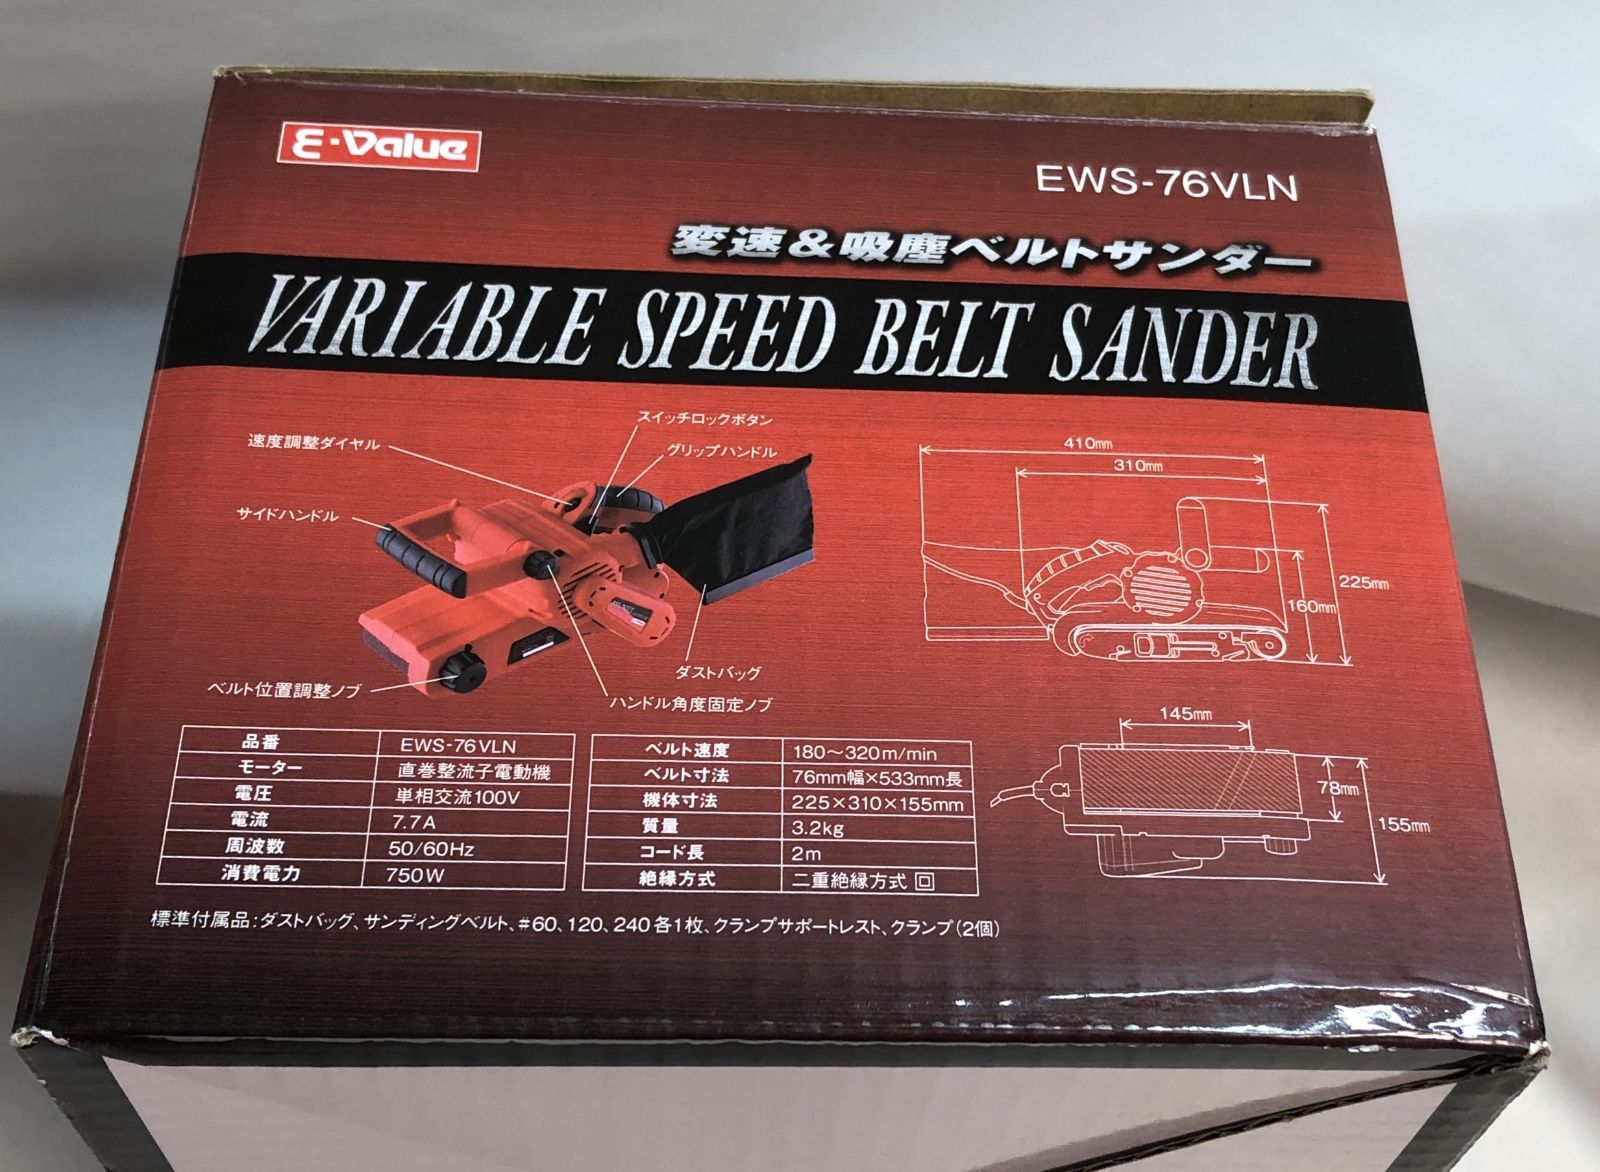 E-Value
EWS-76VLN
変速&吸塵ベルトサンダー
VARIABLE SPEED BELT SANDER
スイッチロックボタン
速度調整ダイヤル
グリップハンドル
サイドハンドル
ダストバッグ
ベルト位置調整ノブ
ハンドル角度固定ノブ
410mm
310mm
225mm
160mm
145mm
78mm
155mm
品番 EWS-76VLN
モーター 直巻整流子電動機
電圧 単相交流100V
電流 7.7A
周波数 50/60Hz
消費電力 750W
ベルト速度 180～320m/min
ベルト寸法 76mm幅×533mm長
機体寸法 225×310×155mm
質量 3.2kg
コード長 2m
絶縁方式 二重絶縁方式 回
標準付属品:ダストバッグ、サンディングベルト、#60、120、240各1枚、クランプサポートレスト、クランプ(2個)